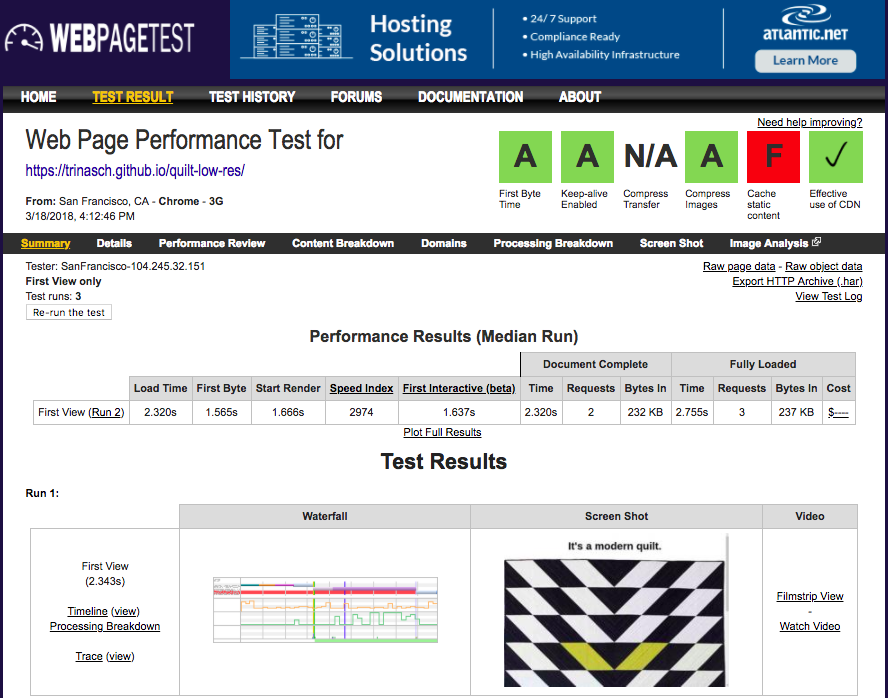 WEBPAGETEST
Hosting
Solutions
• 24/7 Support
• Compliance Ready
• High Availability Infrastructure
ATLANTIC.NET
Learn More
HOME TEST RESULT TEST HISTORY FORUMS DOCUMENTATION ABOUT
Need help improving?
Web Page Performance Test for
https://trinasch.github.io/quilt-low-res/
From: San Francisco, CA - Chrome - 3G
3/18/2018, 4:12:46 PM
A A N/A A F ✓
First Byte
Time
Keep-alive
Enabled
Compress
Transfer
Compress
Images
Cache
static
content
Effective
use of CDN
Summary Details Performance Review Content Breakdown Domains Processing Breakdown Screen Shot Image Analysis
Tester: SanFrancisco-104.245.32.151
First View only
Test runs: 3
Re-run the test
Raw page data - Raw object data
Export HTTP Archive (.har)
View Test Log
Performance Results (Median Run)
Document Complete Fully Loaded
Load Time First Byte Start Render Speed Index First Interactive (beta) Time Requests Bytes In Time Requests Bytes In Cost
First View (Run 2) 2.320s 1.565s 1.666s 2974 1.637s 2.320s 2 232 KB 2.755s 3 237 KB $----
Plot Full Results
Test Results
Run 1:
Waterfall Screen Shot Video
First View
(2.343s)
Timeline (view)
Processing Breakdown
Trace (view)
It's a modern quilt.
Filmstrip View
-
Watch Video